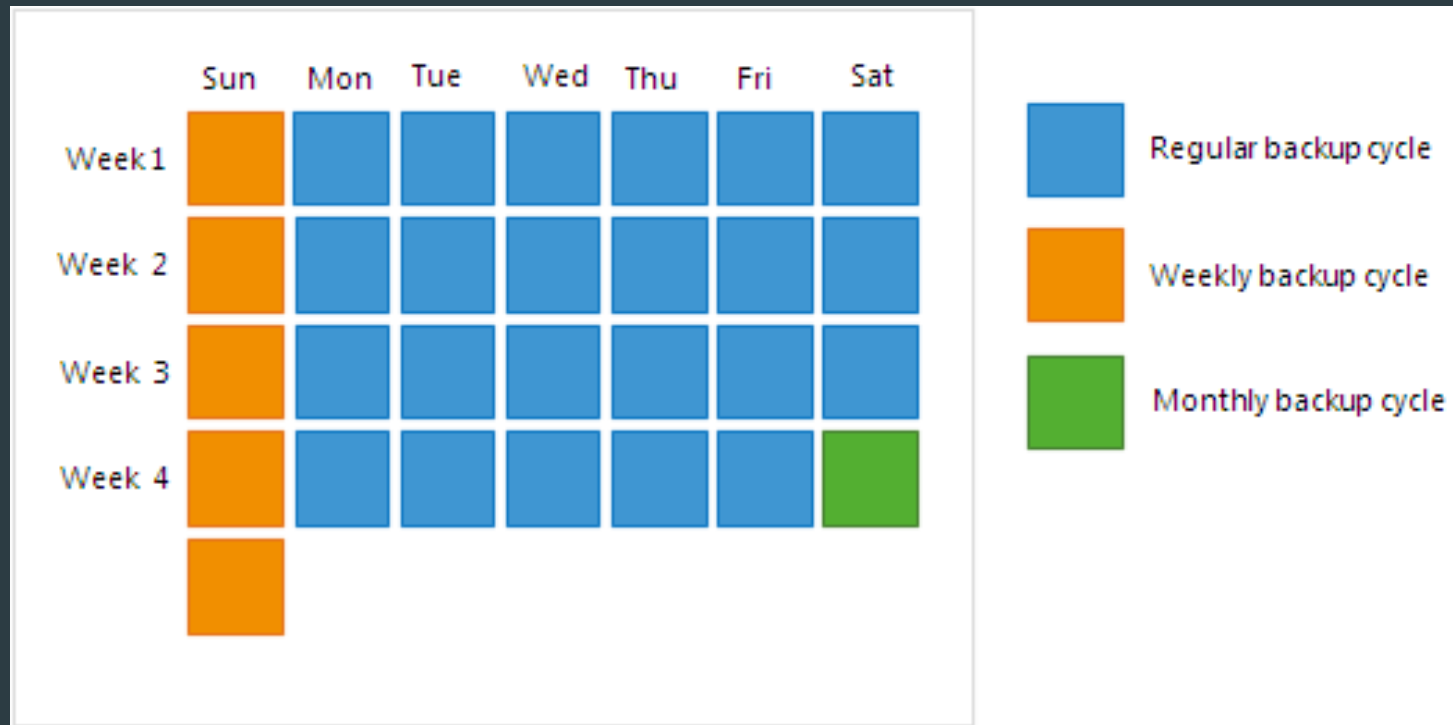 Sun Mon Tue Wed Thu Fri Sat
Week 1
Week 2
Week 3
Week 4
Regular backup cycle
Weekly backup cycle
Monthly backup cycle